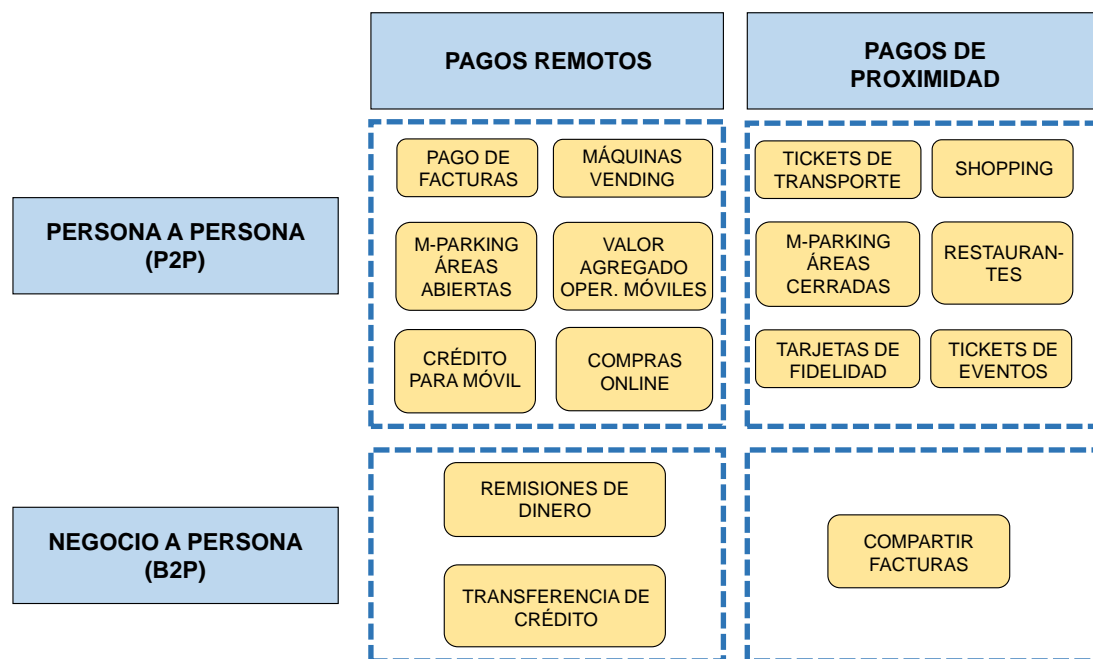 PAGOS REMOTOS
PAGOS DE
PROXIMIDAD
PERSONA A PERSONA
(P2P)
PAGO DE
FACTURAS
MÁQUINAS
VENDING
M-PARKING
ÁREAS
ABIERTAS
VALOR
AGREGADO
OPER. MÓVILES
CRÉDITO
PARA MÓVIL
COMPRAS
ONLINE
TICKETS DE
TRANSPORTE
SHOPPING
M-PARKING
ÁREAS
CERRADAS
RESTAURAN-
TES
TARJETAS DE
FIDELIDAD
TICKETS DE
EVENTOS
NEGOCIO A PERSONA
(B2P)
REMISIONES DE
DINERO
TRANSFERENCIA DE
CRÉDITO
COMPARTIR
FACTURAS